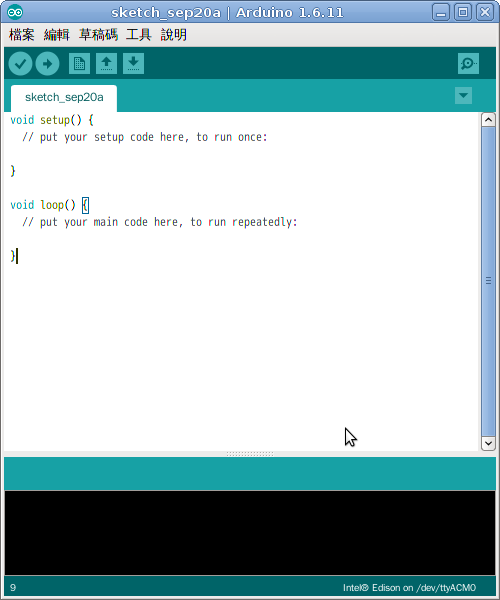 sketch_sep20a | Arduino 1.6.11
檔案 編輯 草稿碼 工具 說明
sketch_sep20a
void setup() {
// put your setup code here, to run once:
}
void loop() {
// put your main code here, to run repeatedly:
}
9 Intel® Edison on /dev/ttyACM0